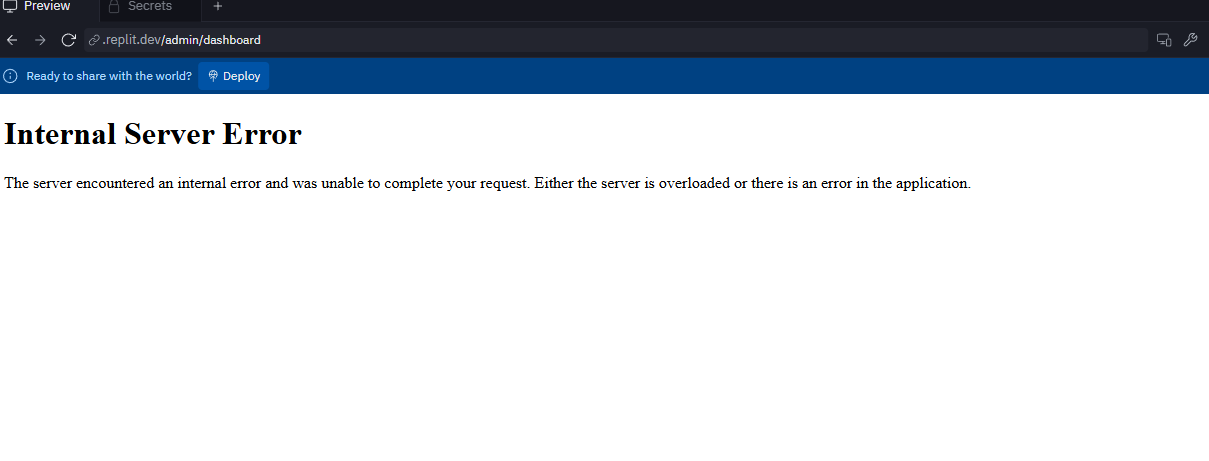 Preview Secrets +
.replit.dev/admin/dashboard
Ready to share with the world? Deploy
Internal Server Error
The server encountered an internal error and was unable to complete your request. Either the server is overloaded or there is an error in the application.